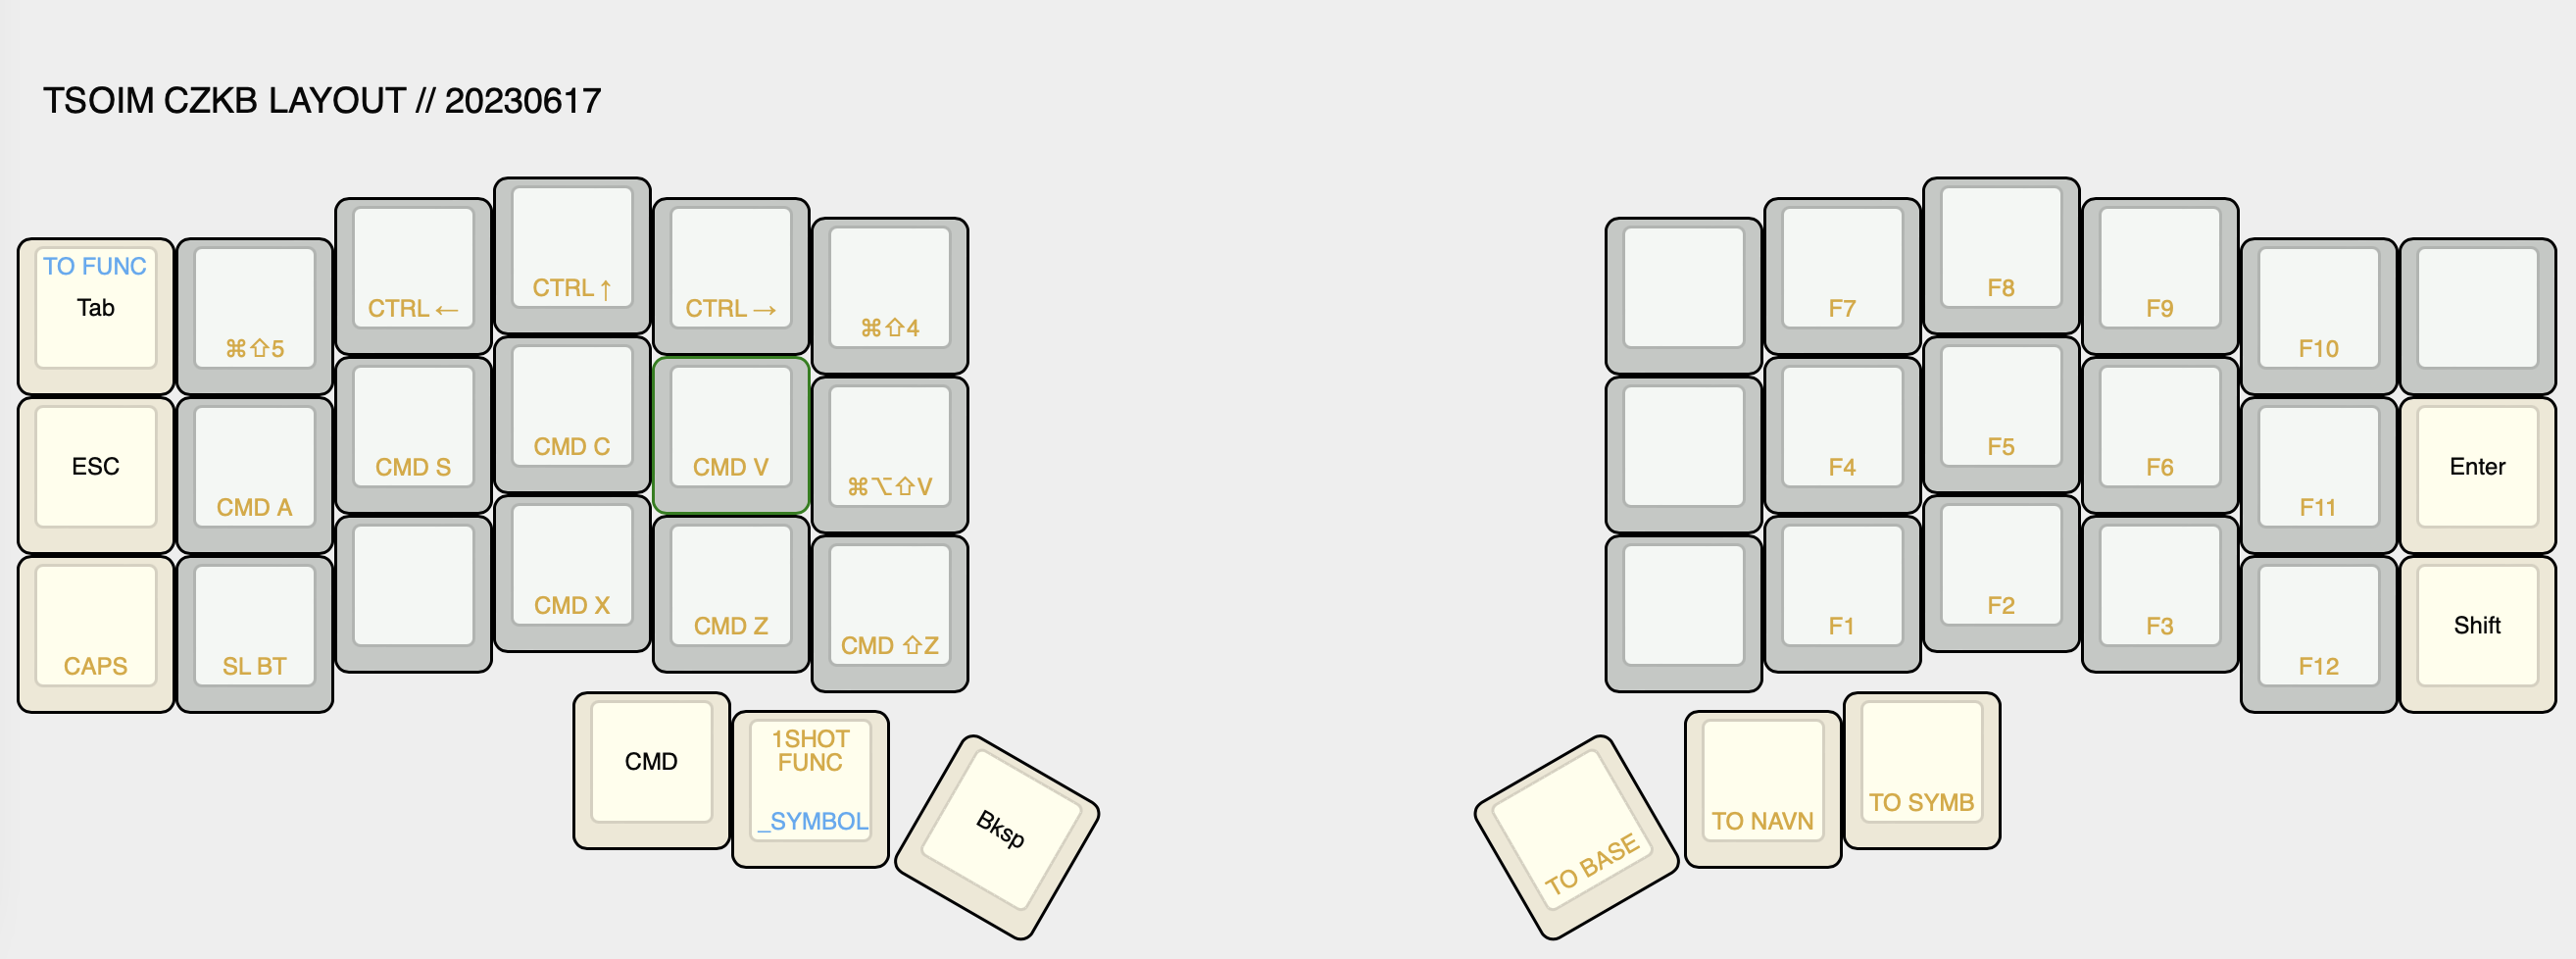 TSOIM CZKB LAYOUT // 20230617
TO FUNC
Tab
⌘⇧5
CTRL ←
CTRL ↑
CTRL →
⌘⇧4
F7
F8
F9
F10
ESC
CMD A
CMD S
CMD C
CMD V
⌘⌥⇧V
F4
F5
F6
F11
Enter
CAPS
SL BT
CMD X
CMD Z
CMD ⇧Z
F1
F2
F3
F12
Shift
CMD
1SHOT
FUNC
_SYMBOL
Bksp
TO BASE
TO NAVN
TO SYMB